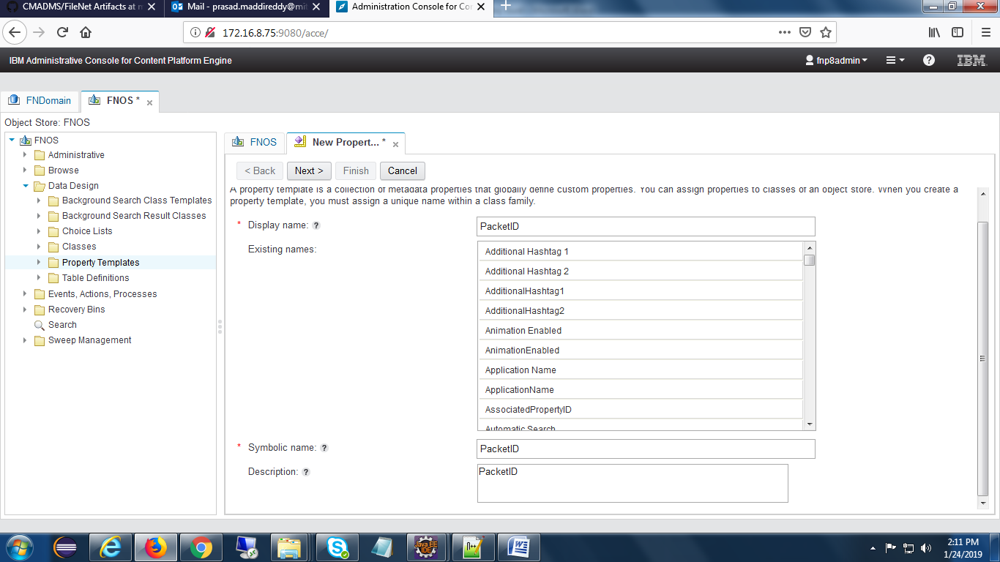 CMADMS/FileNet Artifacts at n
Mail - prasad.maddireddy@mi
Administration Console for Co
172.16.8.75:9080/acce/
IBM Administrative Console for Content Platform Engine
fnp8admin
IBM
FNDomain
FNOS *
Object Store: FNOS
FNOS
Administrative
Browse
Data Design
Background Search Class Templates
Background Search Result Classes
Choice Lists
Classes
Property Templates
Table Definitions
Events, Actions, Processes
Recovery Bins
Search
Sweep Management
FNOS
New Propert... *
< Back
Next >
Finish
Cancel
A property template is a collection of metadata properties that globally define custom properties. You can assign properties to classes of an object store. When you create a
property template, you must assign a unique name within a class family.
* Display name: ?
PacketID
Existing names:
Additional Hashtag 1
Additional Hashtag 2
AdditionalHashtag1
AdditionalHashtag2
Animation Enabled
AnimationEnabled
Application Name
ApplicationName
AssociatedPropertyID
Automatic Search
* Symbolic name: ?
PacketID
Description: ?
PacketID
Java EE
IDE
2:11 PM
1/24/2019